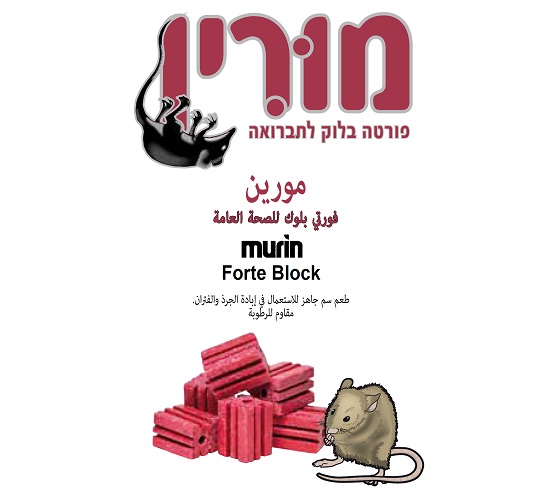 מורין
פורטה בלוק לתברואה
مورين
فورتي بلوك للصحة العامة
murin
Forte Block
طعم سم جاهز للاستعمال في إبادة الجرذ والفئران.
مقاوم للرطوبة